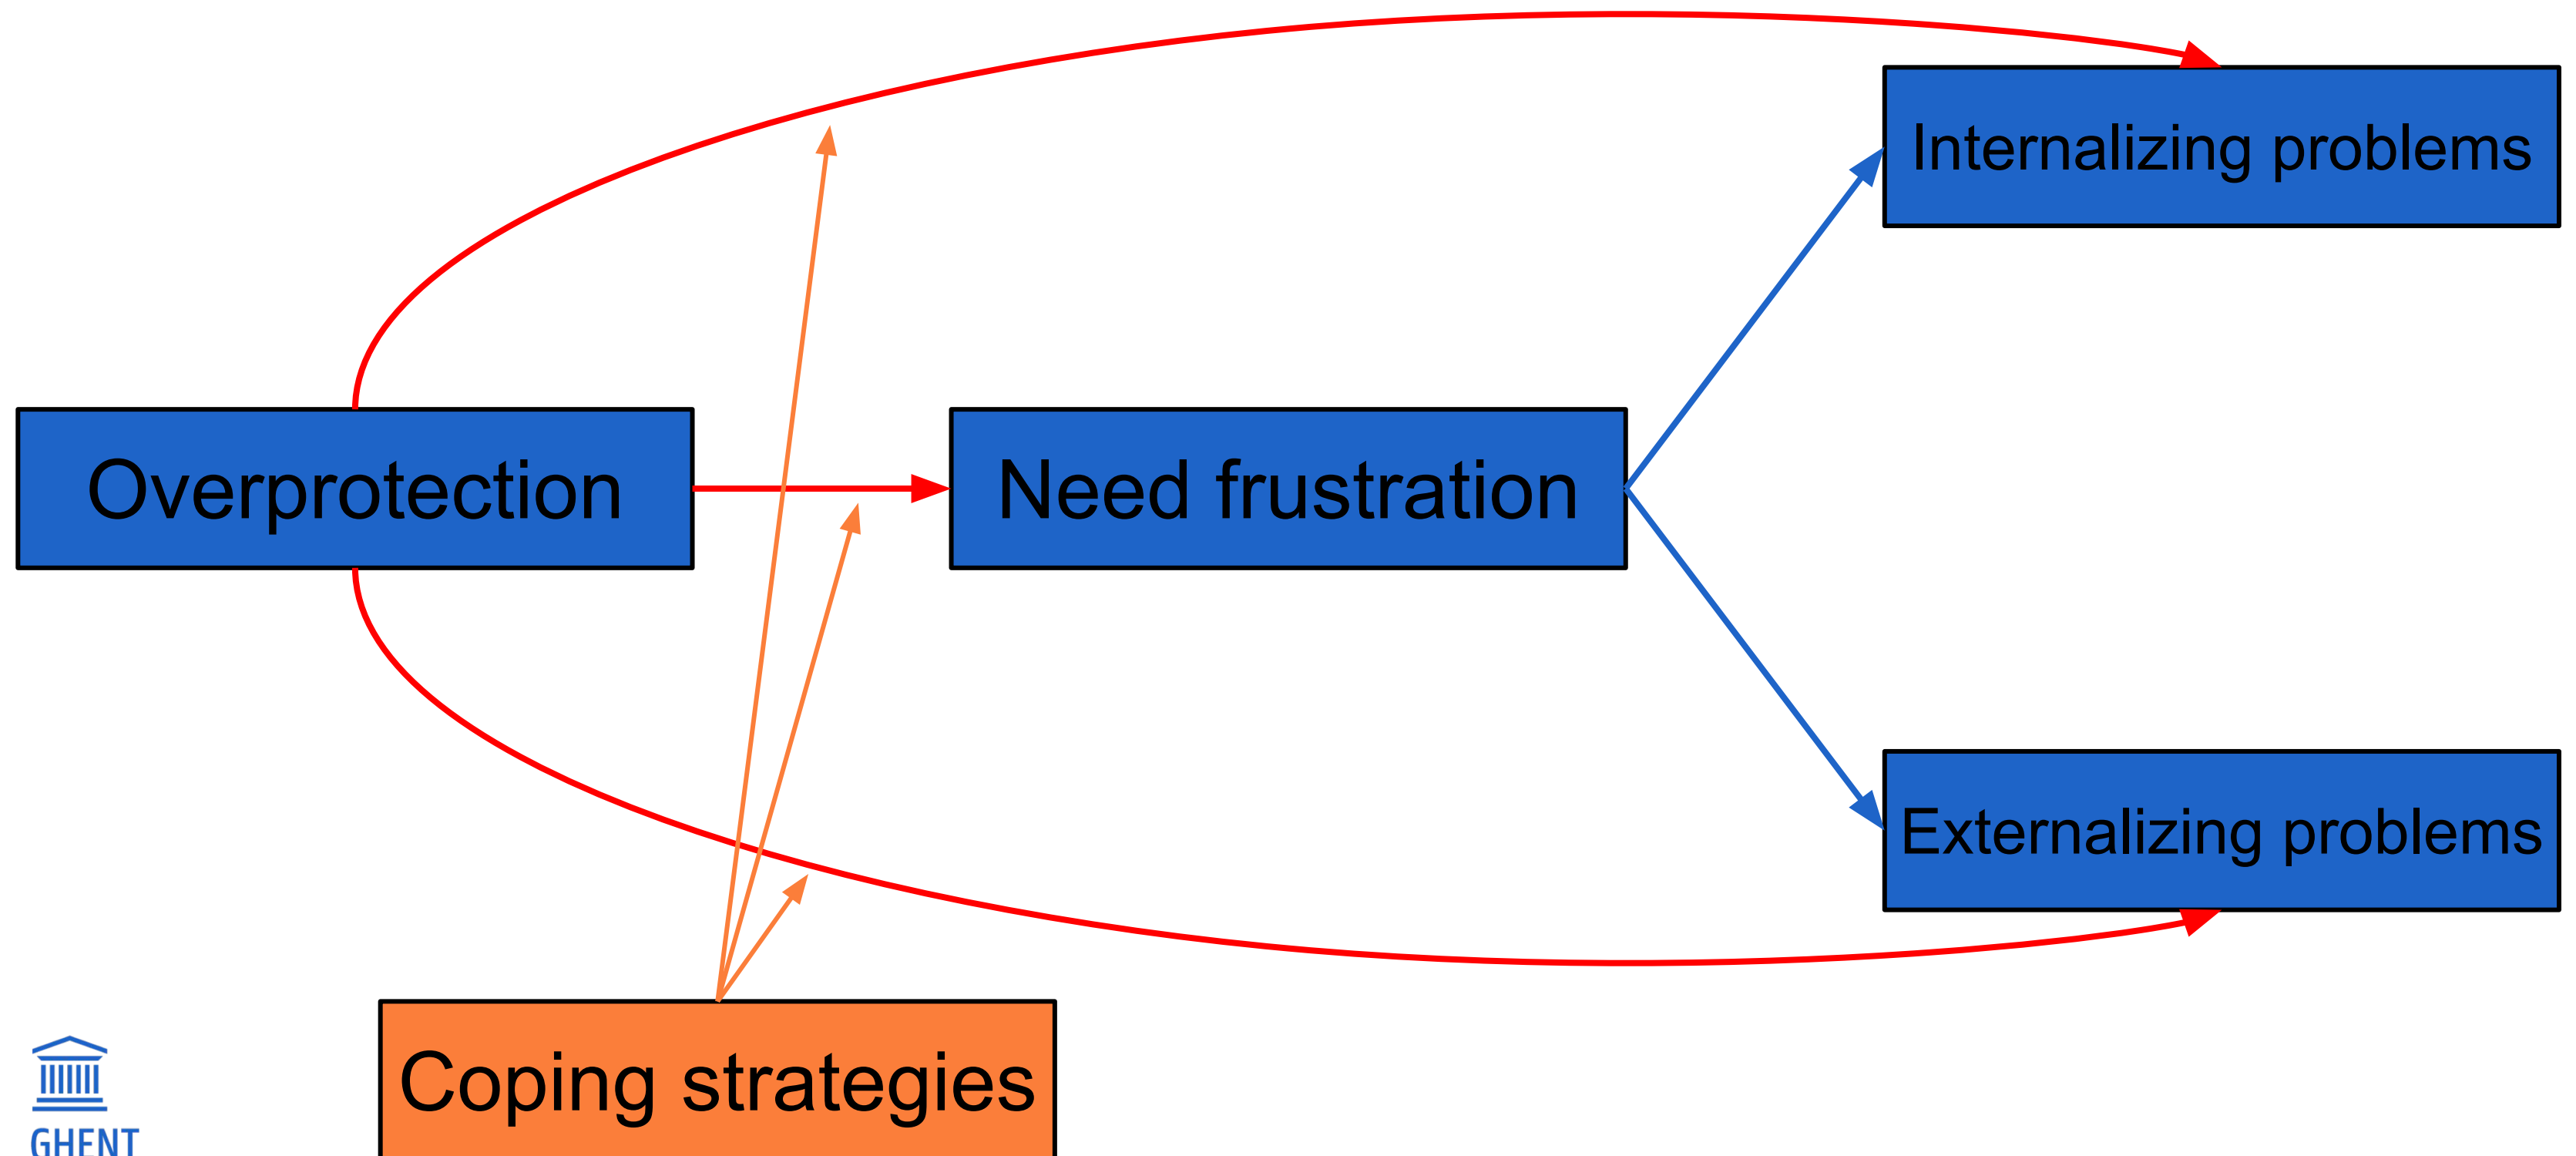 Internalizing problems
Overprotection
Need frustration
Externalizing problems
Coping strategies
GHENT